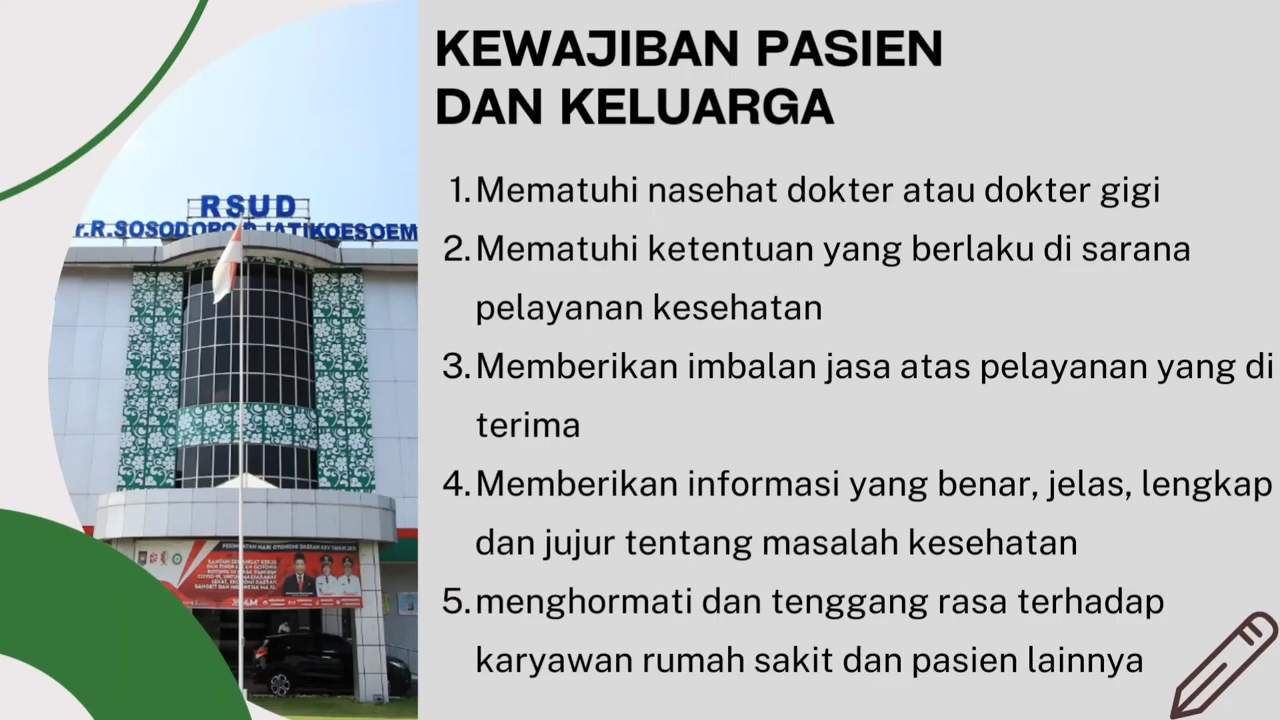 KEWAJIBAN PASIEN
DAN KELUARGA
1. Mematuhi nasehat dokter atau dokter gigi
2. Mematuhi ketentuan yang berlaku di sarana
pelayanan kesehatan
3. Memberikan imbalan jasa atas pelayanan yang di
terima
4. Memberikan informasi yang benar, jelas, lengkap
dan jujur tentang masalah kesehatan
5. menghormati dan tenggang rasa terhadap
karyawan rumah sakit dan pasien lainnya
RSUD
r.R.SOSODORO DJATIKOESOEM